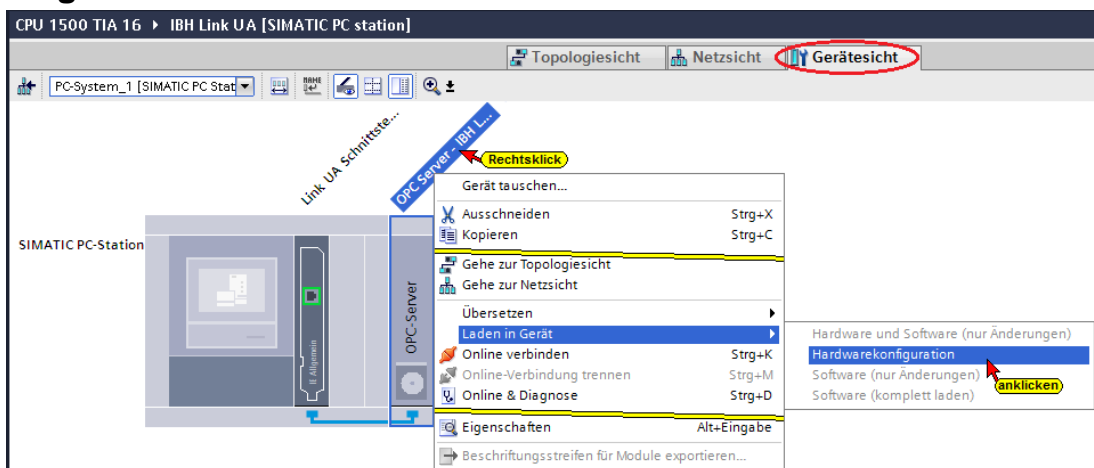 CPU 1500 TIA 16 ▸ IBH Link UA [SIMATIC PC station]
Topologiesicht Netzsicht Gerätesicht
PC-System_1 [SIMATIC PC Stat
Link UA Schnittste...
OPC Server - IBH L...
Rechtsklick
Gerät tauschen...
Ausschneiden Strg+X
Kopieren Strg+C
SIMATIC PC-Station
Gehe zur Topologiesicht
Gehe zur Netzsicht
OPC-Server
IE Allgemein
Übersetzen
Laden in Gerät
Online verbinden Strg+K
Online-Verbindung trennen Strg+M
Online & Diagnose Strg+D
Hardware und Software (nur Änderungen)
Hardwarekonfiguration
Software (nur Änderungen)
anklicken
Software (komplett laden)
Eigenschaften Alt+Eingabe
Beschriftungsstreifen für Module exportieren...